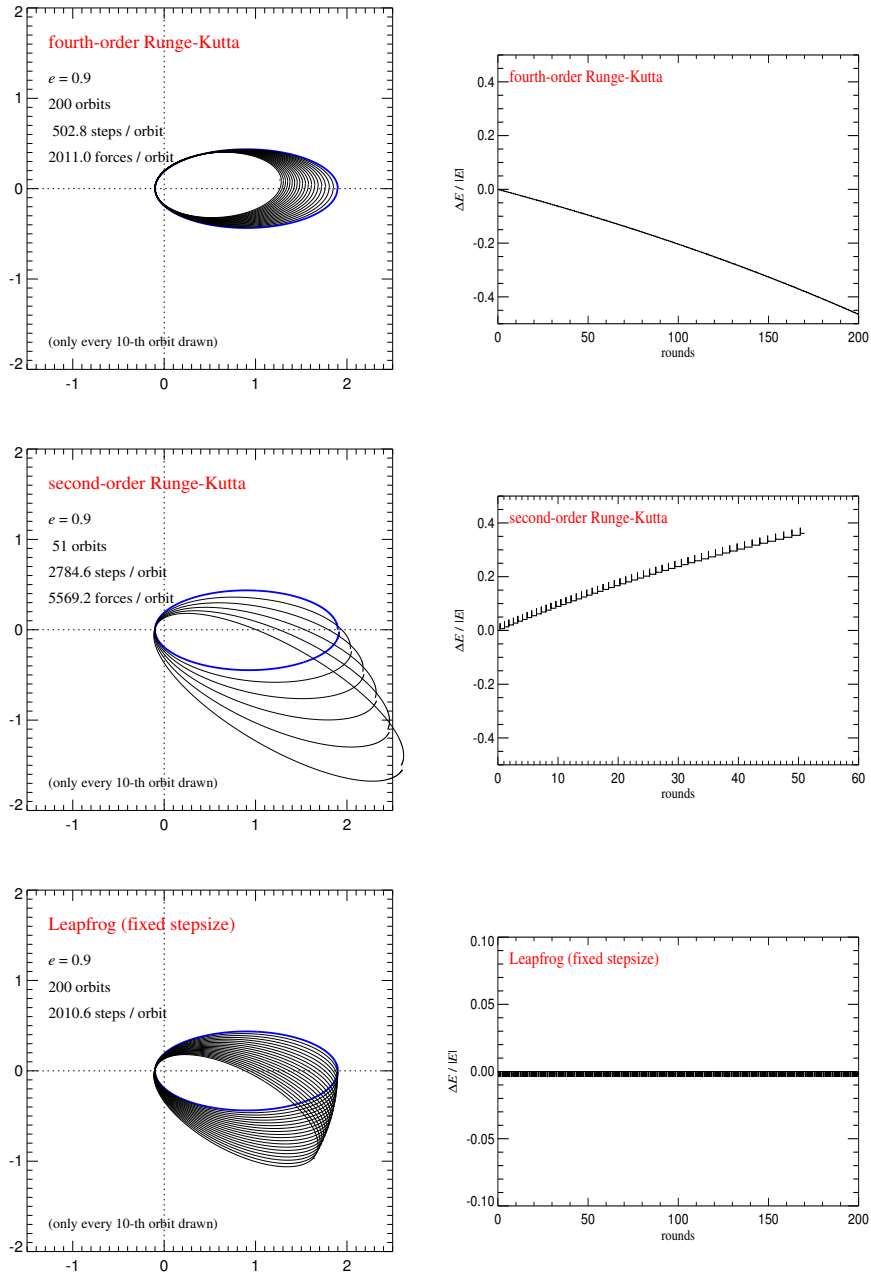 2
fourth-order Runge-Kutta
e = 0.9
200 orbits
502.8 steps / orbit
2011.0 forces / orbit
1
0
-1
-2
(only every 10-th orbit drawn)
-1 0 1 2
fourth-order Runge-Kutta
0.4
0.2
0.0
-0.2
-0.4
ΔE / |E|
0 50 100 150 200
rounds
2
second-order Runge-Kutta
e = 0.9
51 orbits
2784.6 steps / orbit
5569.2 forces / orbit
1
0
-1
-2
(only every 10-th orbit drawn)
-1 0 1 2
second-order Runge-Kutta
0.4
0.2
0.0
-0.2
-0.4
ΔE / |E|
0 10 20 30 40 50 60
rounds
2
Leapfrog (fixed stepsize)
e = 0.9
200 orbits
2010.6 steps / orbit
1
0
-1
-2
(only every 10-th orbit drawn)
-1 0 1 2
Leapfrog (fixed stepsize)
0.10
0.05
0.00
-0.05
-0.10
ΔE / |E|
0 50 100 150 200
rounds